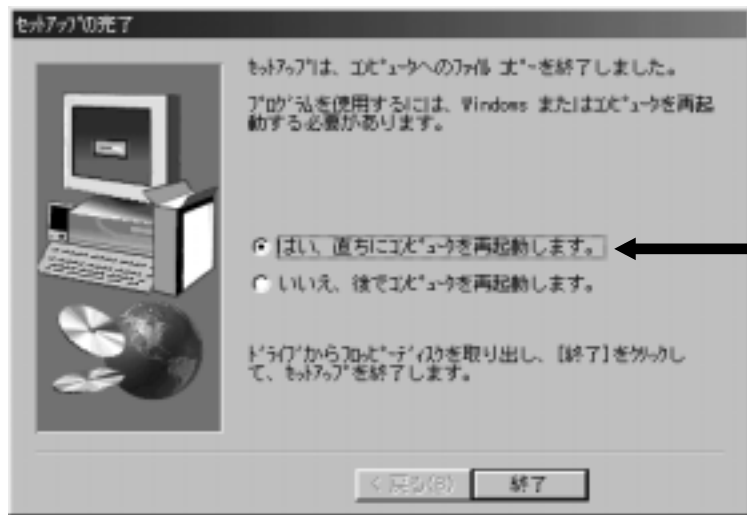 ｾｯﾄｱｯﾌﾟの完了
ｾｯﾄｱｯﾌﾟは、ｺﾝﾋﾟｭｰﾀへのﾌｧｲﾙ ｺﾋﾟｰを終了しました。
ﾌﾟﾛｸﾞﾗﾑを使用するには、Windows またはｺﾝﾋﾟｭｰﾀを再起
動する必要があります。
はい、直ちにｺﾝﾋﾟｭｰﾀを再起動します。
いいえ、後でｺﾝﾋﾟｭｰﾀを再起動します。
ﾄﾞﾗｲﾌﾞからﾌﾛｯﾋﾟｰﾃﾞｨｽｸを取り出し、[終了]をｸﾘｯｸし
て、ｾｯﾄｱｯﾌﾟを終了します。
< 戻る(B)
終了